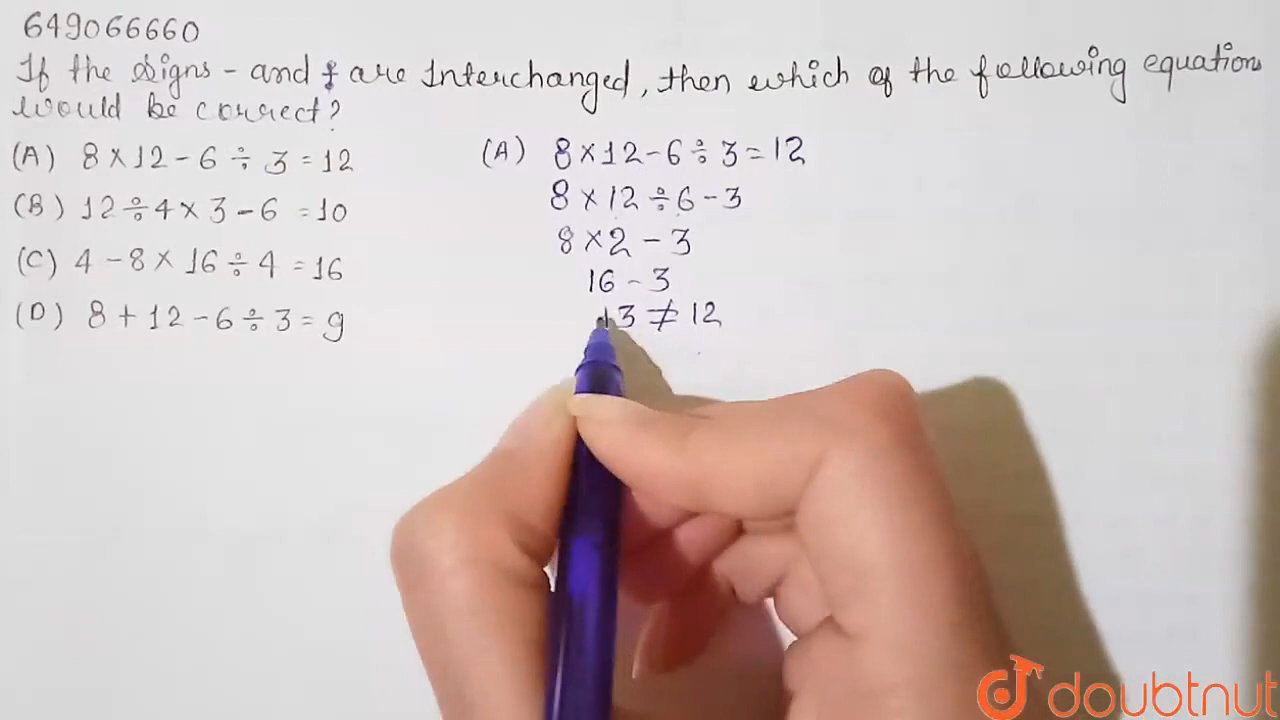 649066660
If the signs - and ÷ are Interchanged, then which of the following equations
would be correct?
(A) 8 × 12 - 6 ÷ 3 = 12
(B) 12 ÷ 4 × 3 - 6 = 10
(C) 4 - 8 × 16 ÷ 4 = 16
(D) 8 + 12 - 6 ÷ 3 = 9
(A) 8 × 12 - 6 ÷ 3 = 12
8 × 12 ÷ 6 - 3
8 × 2 - 3
16 - 3
13 ≠ 12
doubtnut